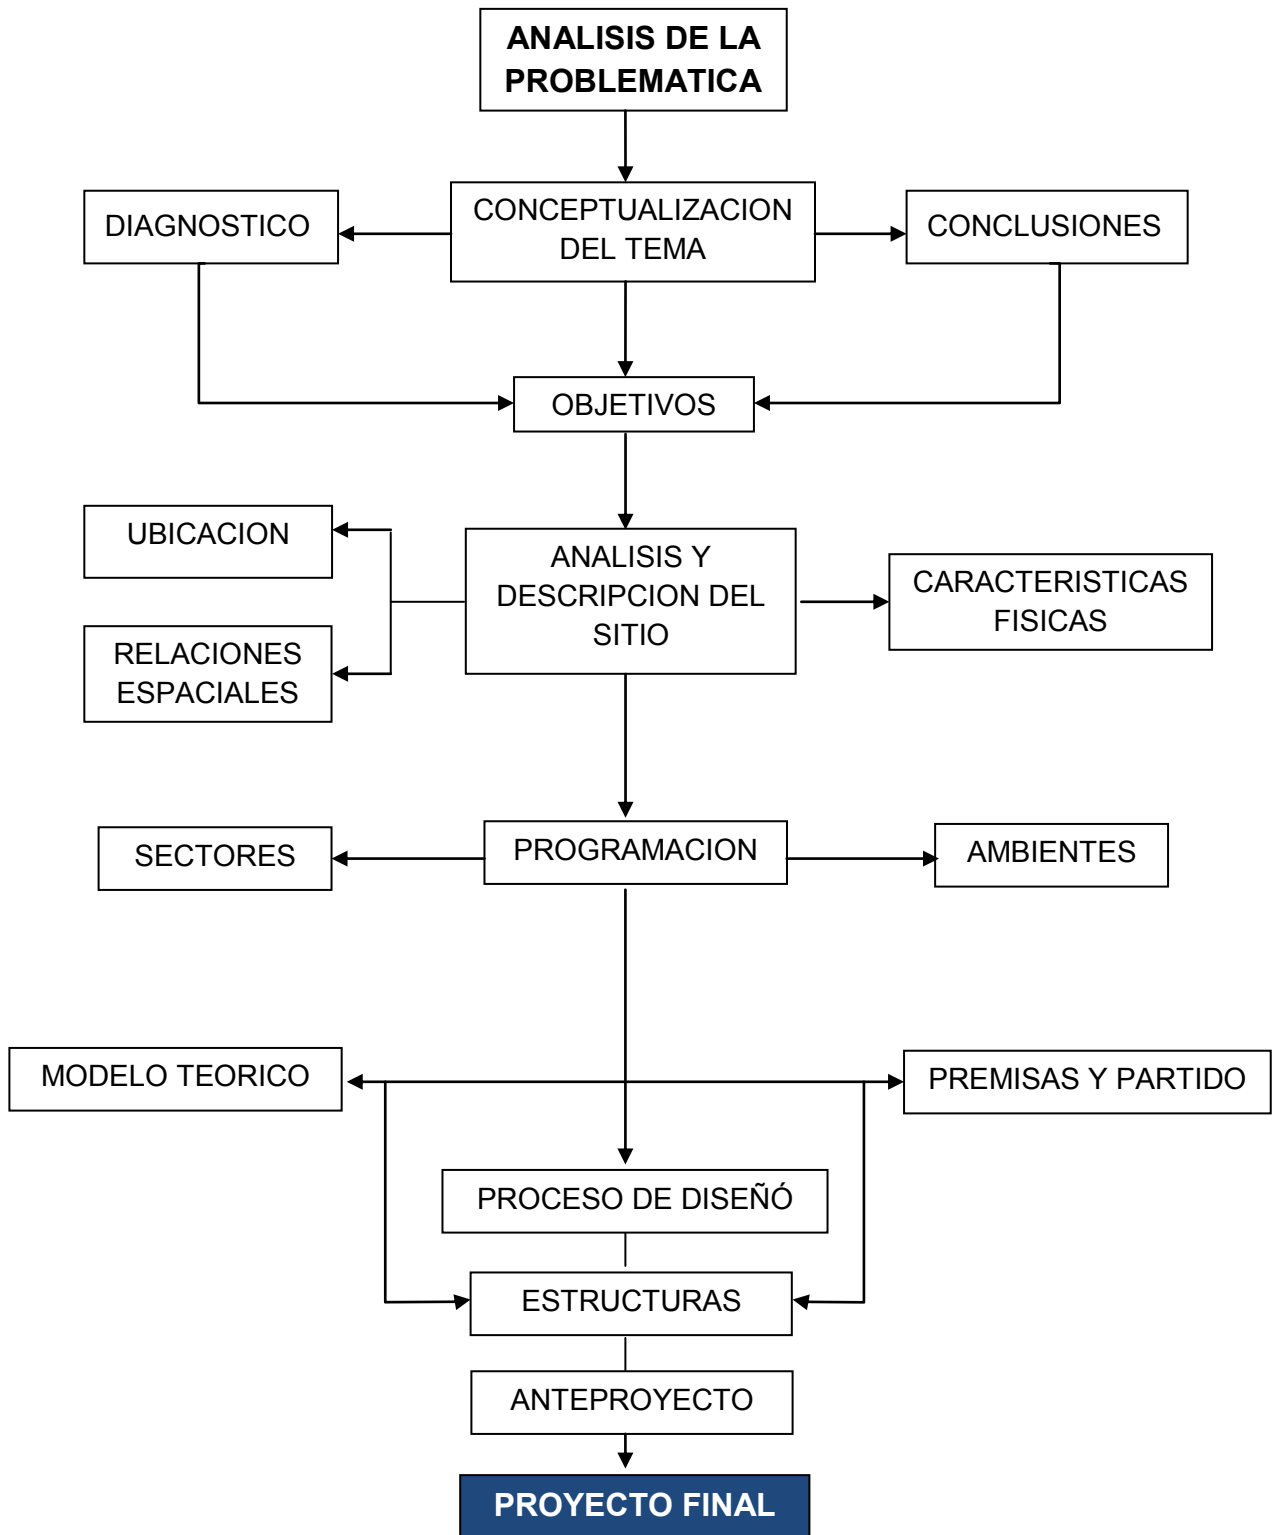 ANALISIS DE LA
PROBLEMATICA
DIAGNOSTICO
CONCEPTUALIZACION
DEL TEMA
CONCLUSIONES
OBJETIVOS
UBICACION
ANALISIS Y
DESCRIPCION DEL
SITIO
CARACTERISTICAS
FISICAS
RELACIONES
ESPACIALES
SECTORES
PROGRAMACION
AMBIENTES
MODELO TEORICO
PREMISAS Y PARTIDO
PROCESO DE DISEÑÓ
ESTRUCTURAS
ANTEPROYECTO
PROYECTO FINAL